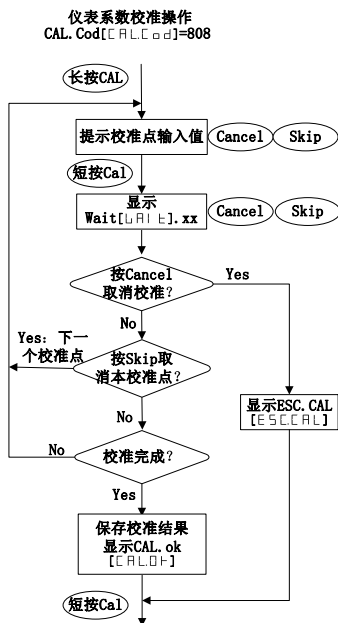 仪表系数校准操作
CAL.Cod[CAL.Cod]=808
长按CAL
提示校准点输入值
Cancel
Skip
短按Cal
显示
Wait[WAIt].xx
Cancel
Skip
按Cancel
取消校准?
Yes
No
Yes: 下一
个校准点
按Skip取
消本校准点?
No
显示ESC.CAL
[ESC.CAL]
No
校准完成?
Yes
保存校准结果
显示CAL.ok
[CAL.Ok]
短按Cal